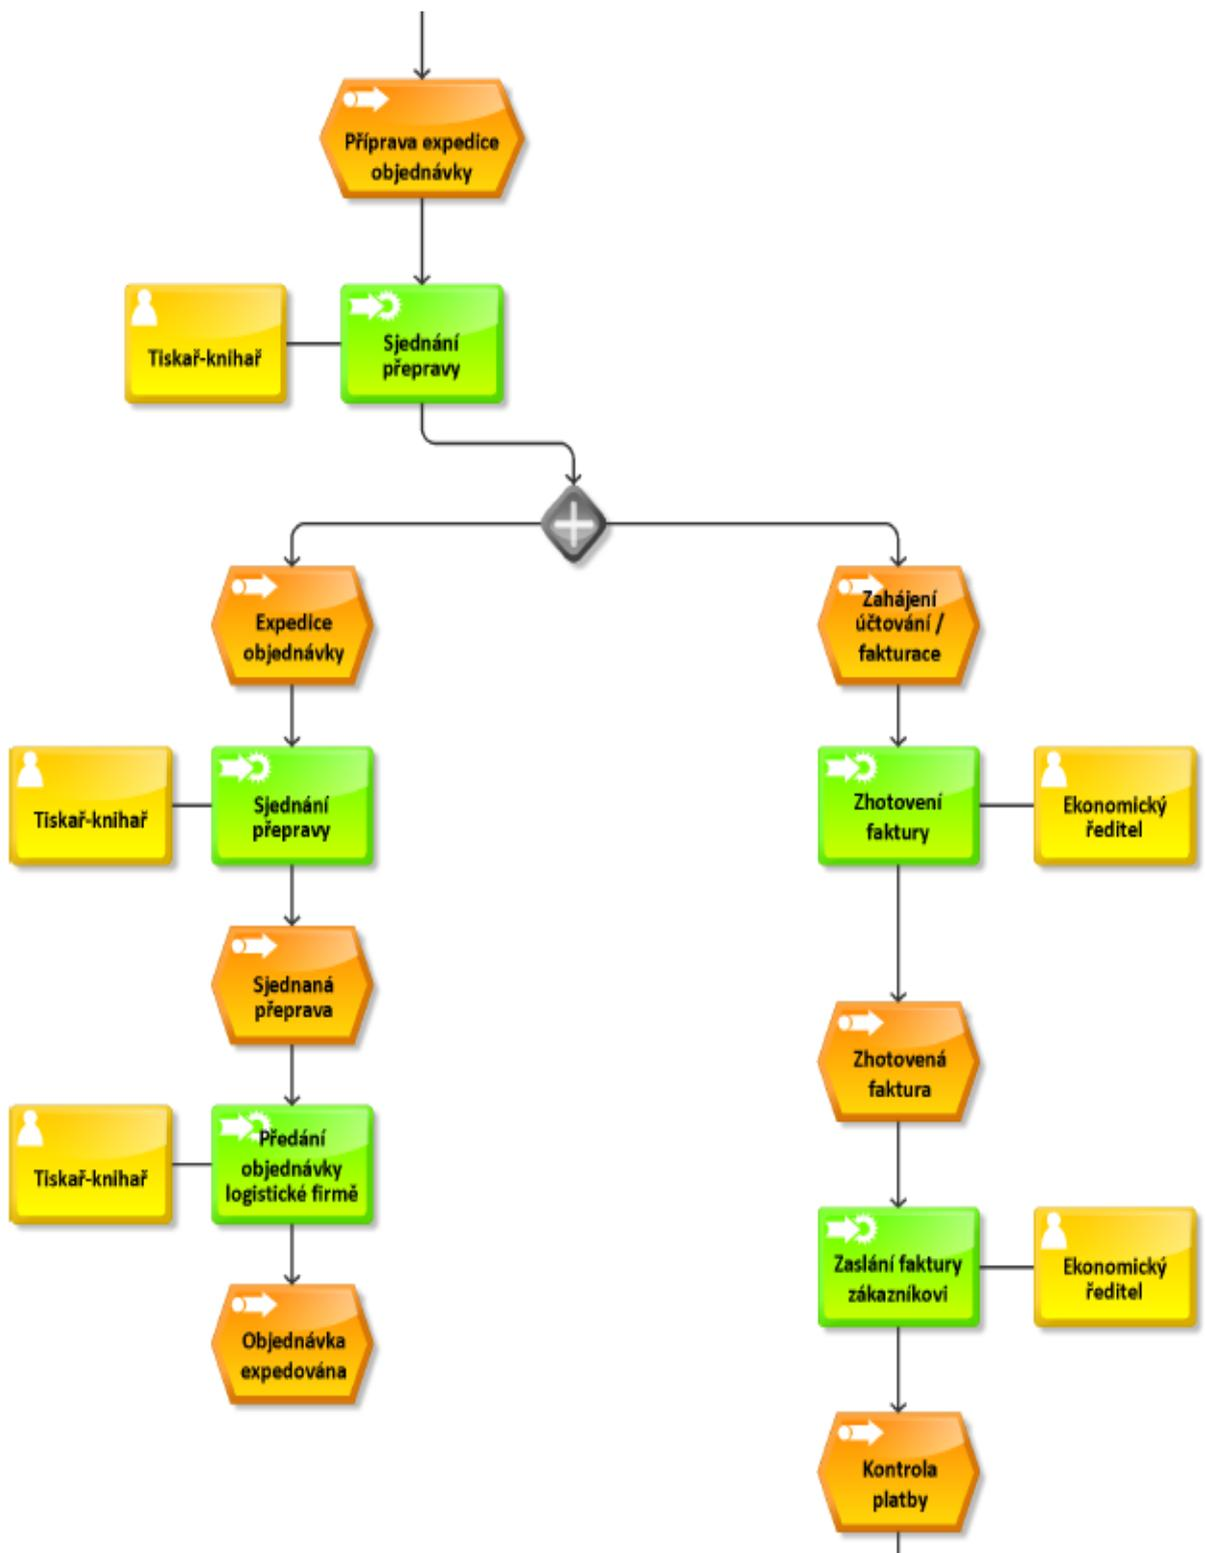 Příprava expedice
objednávky
Tiskař-knihař
Sjednání
přepravy
Expedice
objednávky
Zahájení
účtování /
fakturace
Tiskař-knihař
Sjednání
přepravy
Zhotovení
faktury
Ekonomický
ředitel
Sjednaná
přeprava
Zhotovená
faktura
Tiskař-knihař
Předání
objednávky
logistické firmě
Zaslání faktury
zákazníkovi
Ekonomický
ředitel
Objednávka
expedována
Kontrola
platby